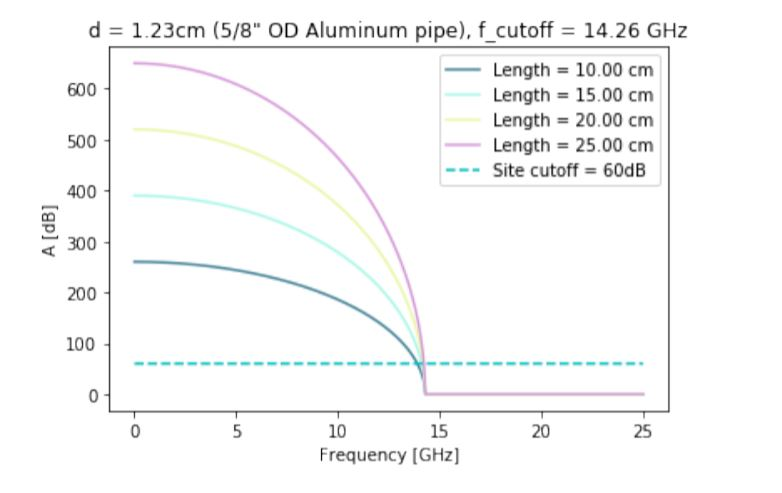 d = 1.23cm (5/8" OD Aluminum pipe), f_cutoff = 14.26 GHz
Length = 10.00 cm
Length = 15.00 cm
Length = 20.00 cm
Length = 25.00 cm
Site cutoff = 60dB
A [dB]
600
500
400
300
200
100
0
0 5 10 15 20 25
Frequency [GHz]